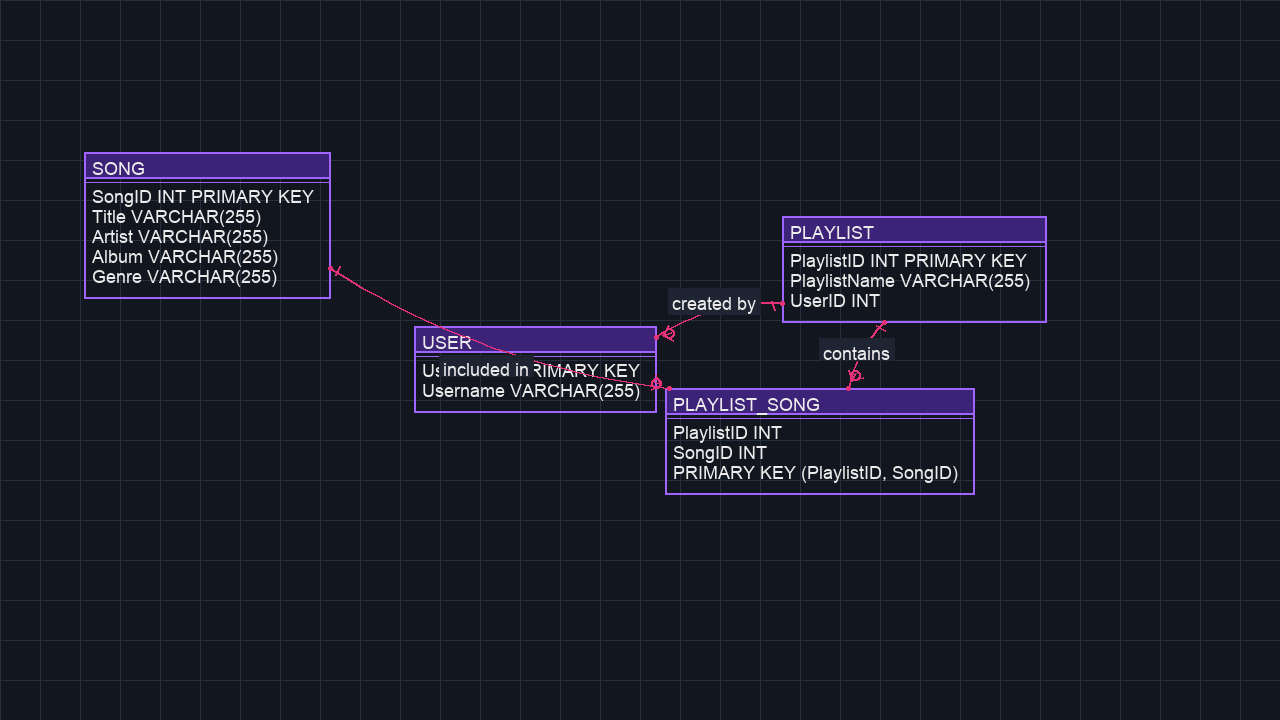 SONG
SongID INT PRIMARY KEY
Title VARCHAR(255)
Artist VARCHAR(255)
Album VARCHAR(255)
Genre VARCHAR(255)
PLAYLIST
PlaylistID INT PRIMARY KEY
PlaylistName VARCHAR(255)
UserID INT
created by
USER
included in
KEY
Username VARCHAR(255)
contains
PLAYLIST_SONG
PlaylistID INT
SongID INT
PRIMARY KEY (PlaylistID, SongID)